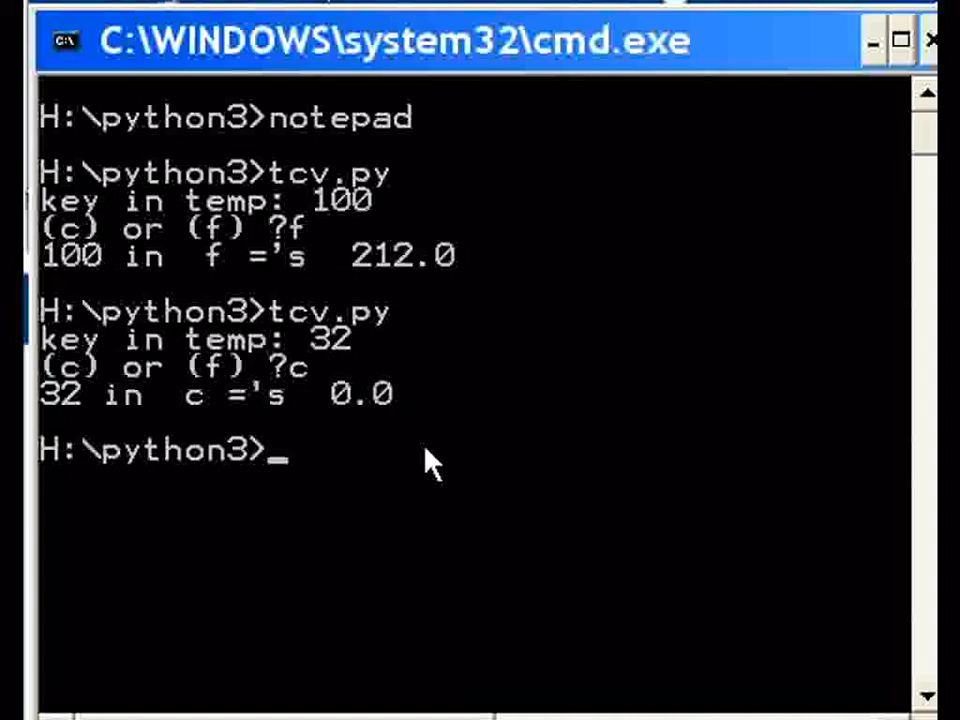 C:\WINDOWS\system32\cmd.exe
H:\python3>notepad
H:\python3>tcv.py
key in temp: 100
(c) or (f) ?f
100 in  f ='s  212.0
H:\python3>tcv.py
key in temp: 32
(c) or (f) ?c
32 in  c ='s  0.0
H:\python3>_